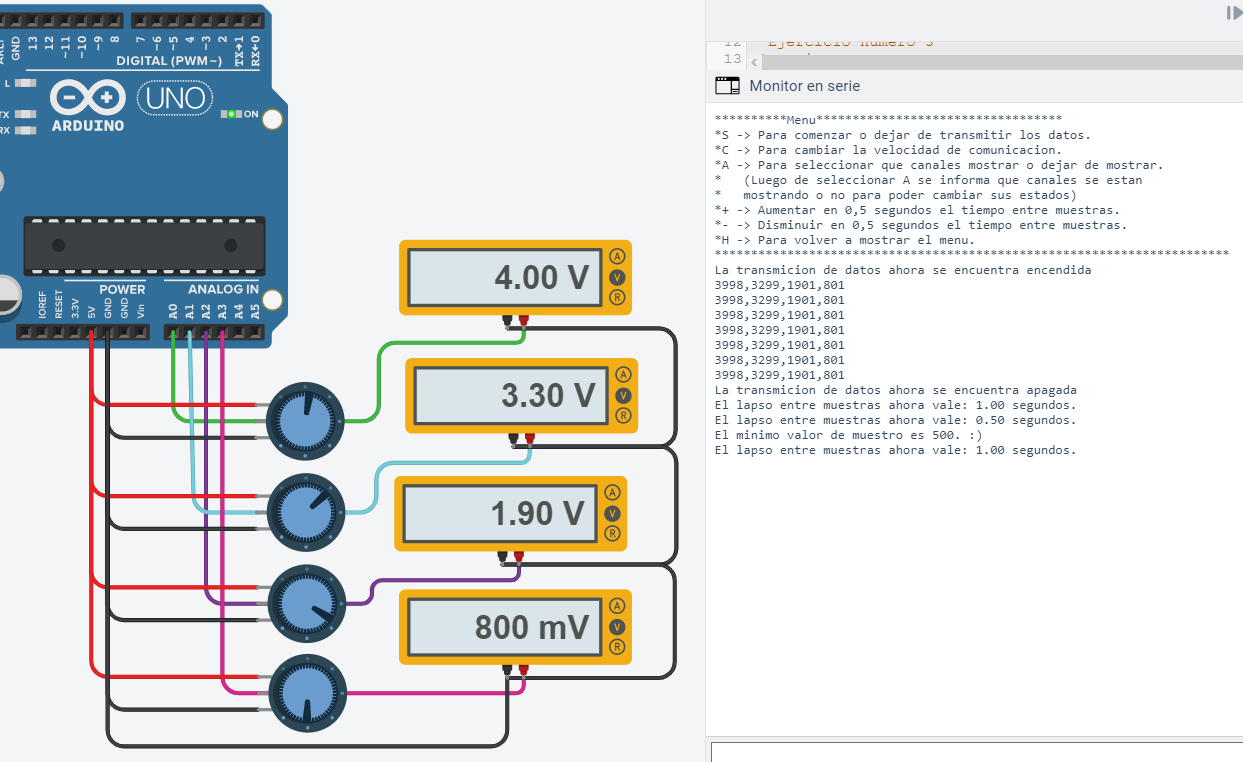 GND
13
12
~11
~10
~9
8
7
~6
~5
4
~3
2
TX→1
RX←0
DIGITAL (PWM~)
L
TX
RX
UNO
ARDUINO
ON
POWER
ANALOG IN
IOREF
RESET
3.3V
5V
GND
GND
Vin
A0
A1
A2
A3
A4
A5
4.00 V
A
V
R
3.30 V
A
V
R
1.90 V
A
V
R
800 mV
A
V
R
12 Ejercicio Numero 3
13
Monitor en serie
**********Menu**********************************
*S -> Para comenzar o dejar de transmitir los datos.
*C -> Para cambiar la velocidad de comunicacion.
*A -> Para seleccionar que canales mostrar o dejar de mostrar.
* (Luego de seleccionar A se informa que canales se estan
* mostrando o no para poder cambiar sus estados)
*+ -> Aumentar en 0,5 segundos el tiempo entre muestras.
*- -> Disminuir en 0,5 segundos el tiempo entre muestras.
*H -> Para volver a mostrar el menu.
***********************************************************************
La transmicion de datos ahora se encuentra encendida
3998,3299,1901,801
3998,3299,1901,801
3998,3299,1901,801
3998,3299,1901,801
3998,3299,1901,801
3998,3299,1901,801
3998,3299,1901,801
La transmicion de datos ahora se encuentra apagada
El lapso entre muestras ahora vale: 1.00 segundos.
El lapso entre muestras ahora vale: 0.50 segundos.
El minimo valor de muestro es 500. :)
El lapso entre muestras ahora vale: 1.00 segundos.